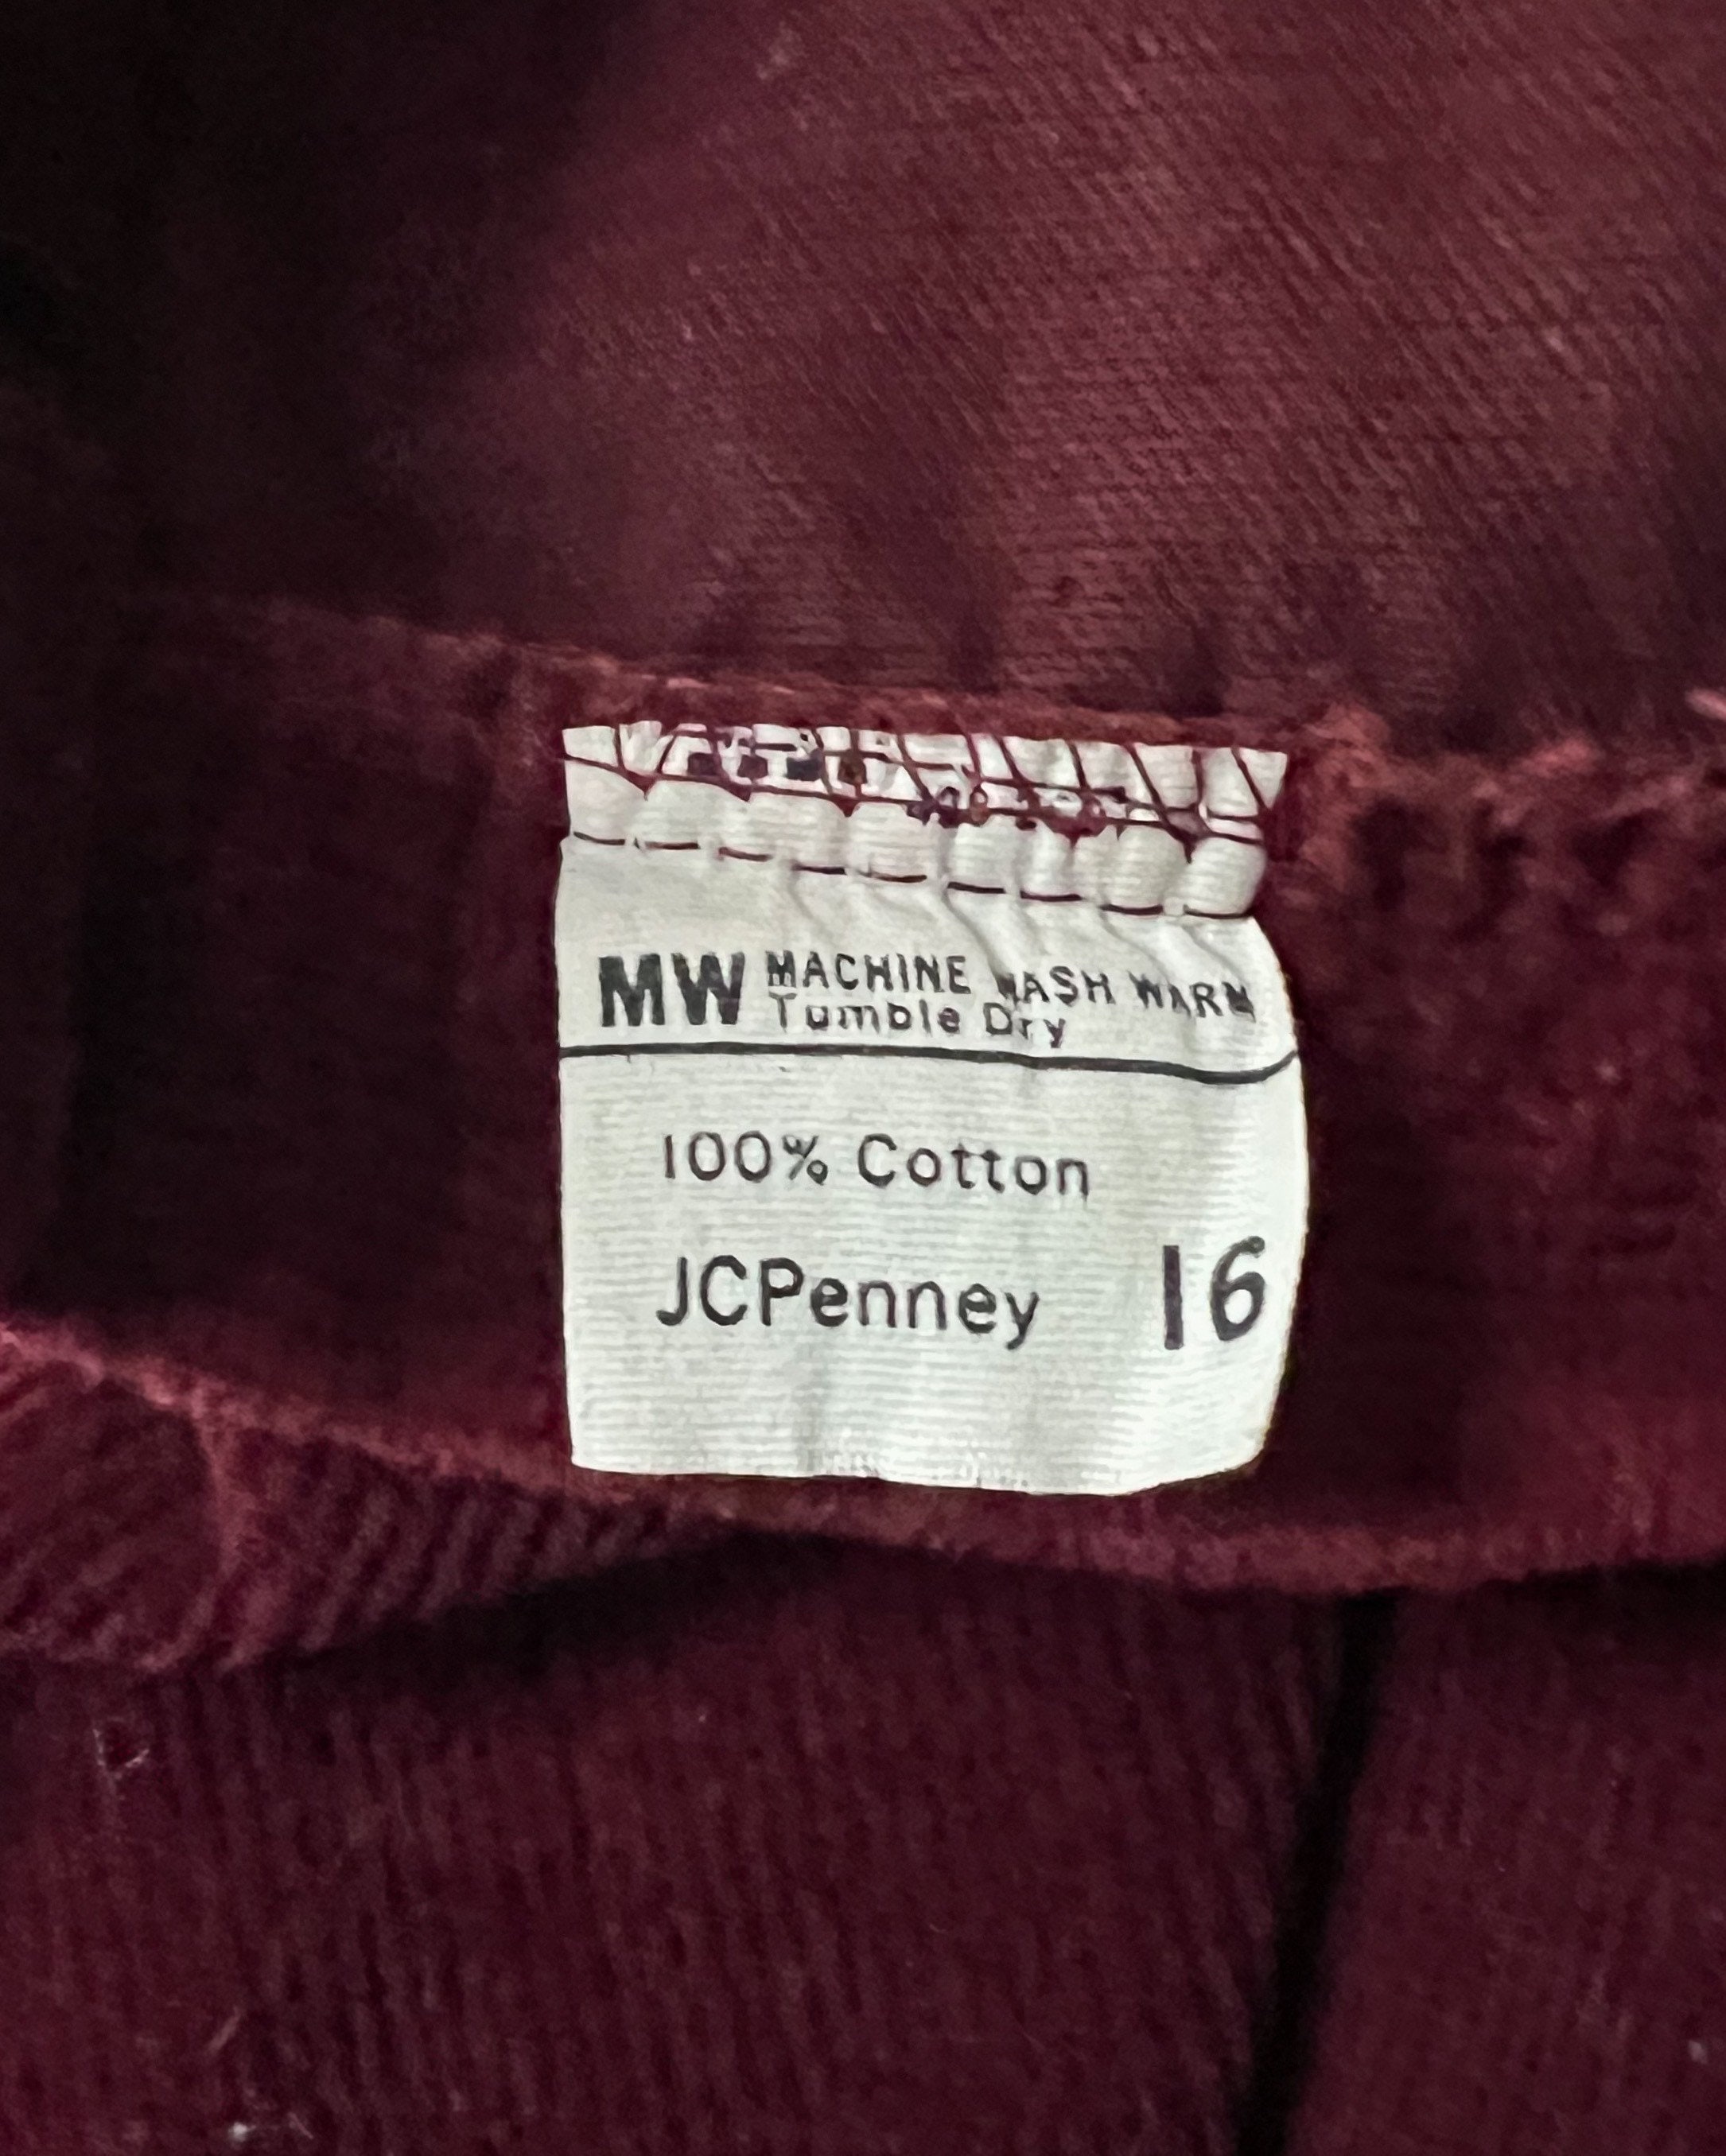 MW MACHINE WASH WARM
Tumble Dry
100% Cotton
JCPenney 16